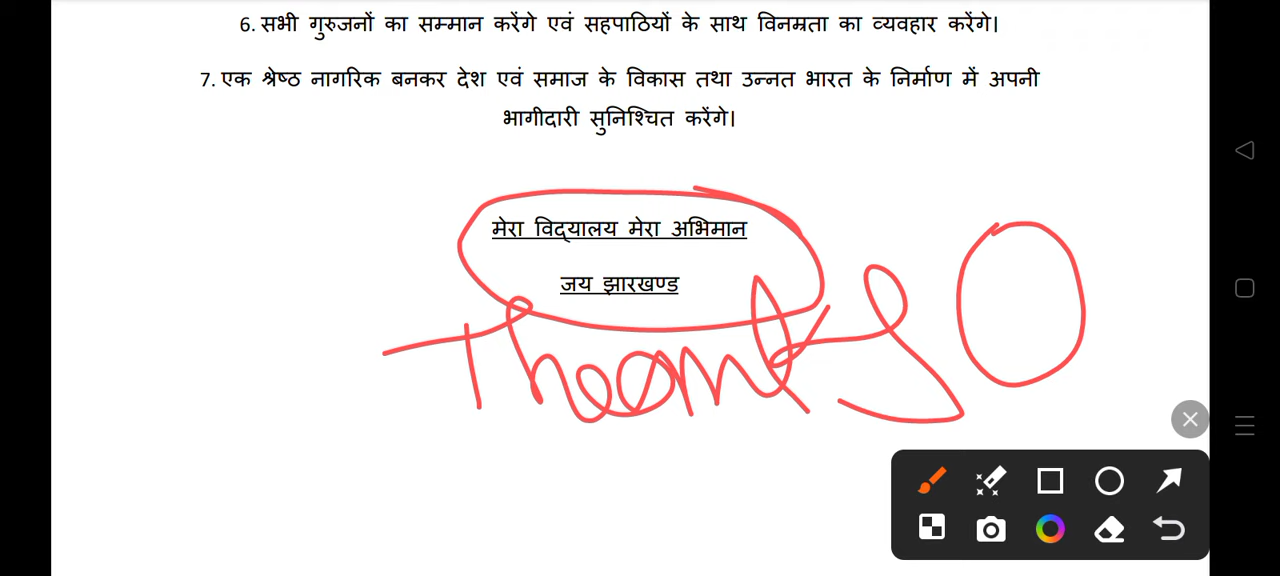 6. सभी गुरुजनों का सम्मान करेंगे एवं सहपाठियों के साथ विनम्रता का व्यवहार करेंगे।
7. एक श्रेष्ठ नागरिक बनकर देश एवं समाज के विकास तथा उन्नत भारत के निर्माण में अपनी
भागीदारी सुनिश्चित करेंगे।
मेरा विद्यालय मेरा अभिमान
जय झारखण्ड